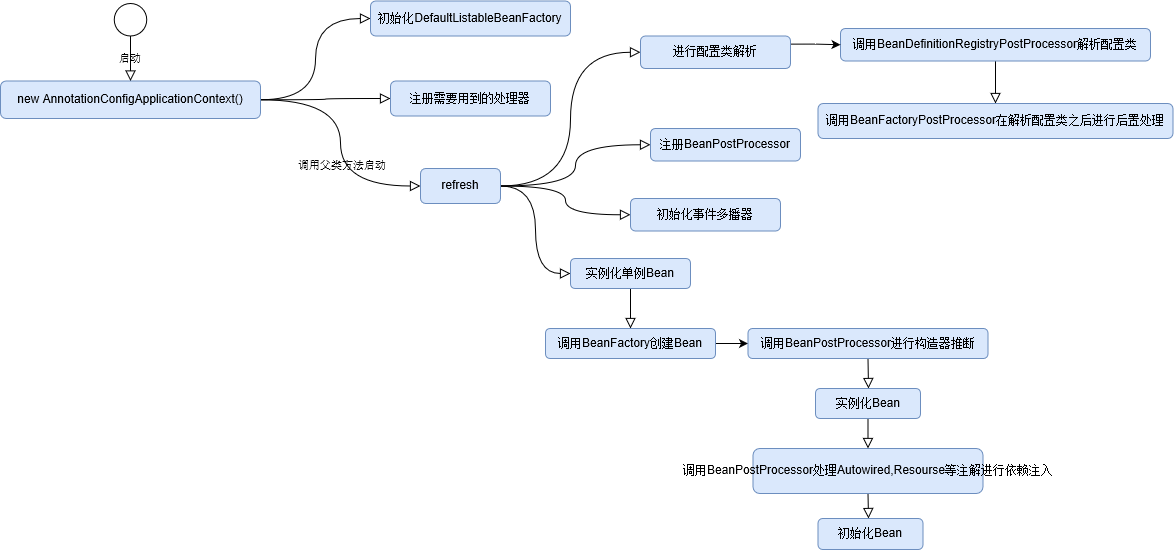 初始化DefaultListableBeanFactory
启动
new AnnotationConfigApplicationContext()
注册需要用到的处理器
调用父类方法启动
refresh
进行配置类解析
调用BeanDefinitionRegistryPostProcessor解析配置类
调用BeanFactoryPostProcessor在解析配置类之后进行后置处理
注册BeanPostProcessor
初始化事件多播器
实例化单例Bean
调用BeanFactory创建Bean
调用BeanPostProcessor进行构造器推断
实例化Bean
调用BeanPostProcessor处理Autowired,Resourse等注解进行依赖注入
初始化Bean